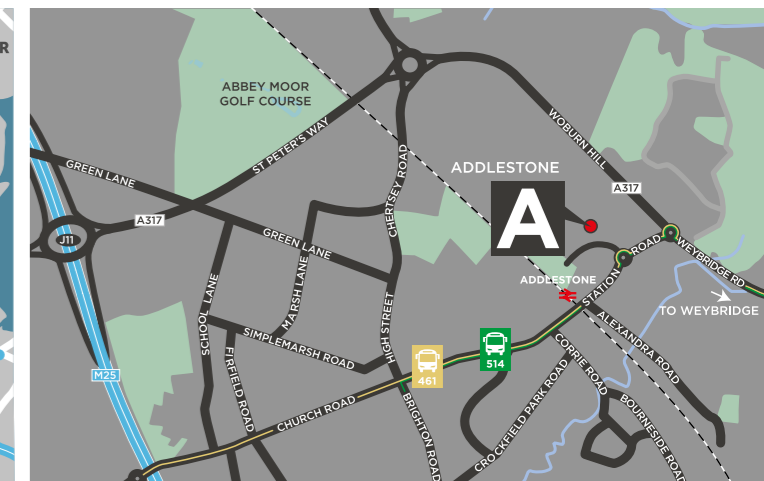 R
ABBEY MOOR
GOLF COURSE
ST PETER'S WAY
GREEN LANE
A317
J11
GREEN LANE
CHERTSEY ROAD
WOBURN HILL
ADDLESTONE
A
A317
STATION ROAD
WEYBRIDGE RD
TO WEYBRIDGE
ADDLESTONE
MARSH LANE
SCHOOL LANE
SIMPLEMARSH ROAD
HIGH STREET
FIRFIELD ROAD
M25
461
514
CHURCH ROAD
BRIGHTON ROAD
CROCKFIELD PARK ROAD
CORRIE ROAD
ALEXANDRA ROAD
BOURNESIDE ROAD